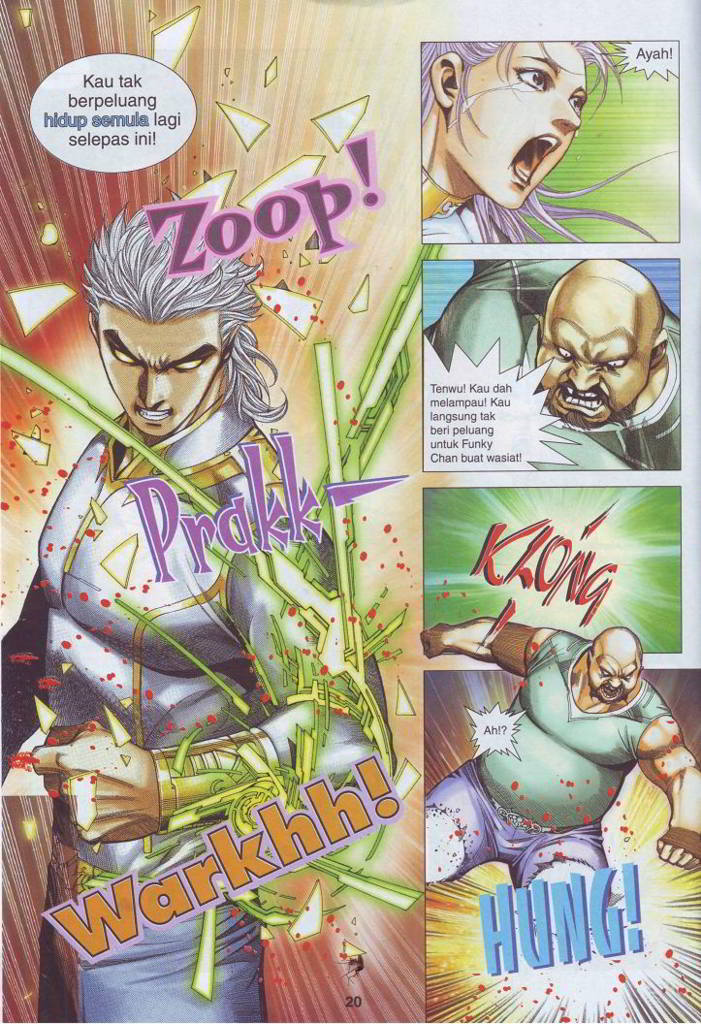 Kau tak
berpeluang
hidup semula lagi
selepas ini!
Zoop!
Prakk
Warkhh!
Ayah!
Tenwu! Kau dah
melampau! Kau
langsung tak
beri peluang
untuk Funky
Chan buat wasiat!
KLONG
Ah!?
HUNG!
20